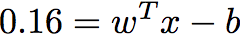 0.16 = w^T x − b